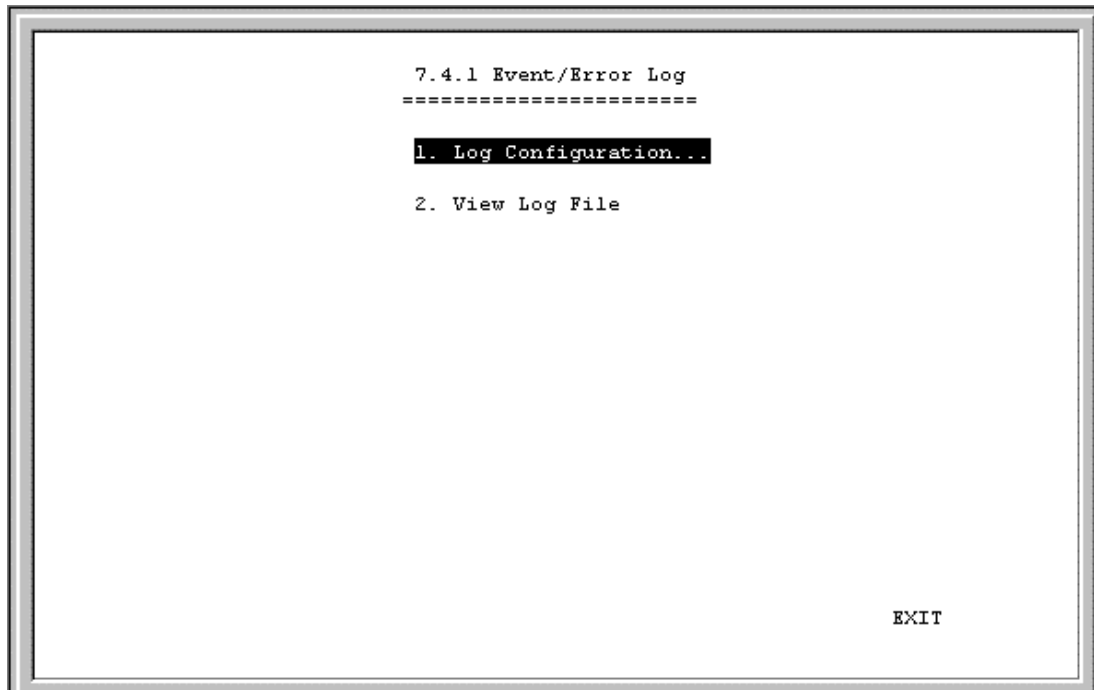 7.4.1 Event/Error Log
=======================
1. Log Configuration...
2. View Log File
EXIT